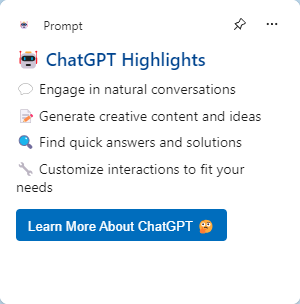 Prompt
🤖 ChatGPT Highlights
💬 Engage in natural conversations
📝 Generate creative content and ideas
🔍 Find quick answers and solutions
🔧 Customize interactions to fit your
needs
Learn More About ChatGPT 🤔